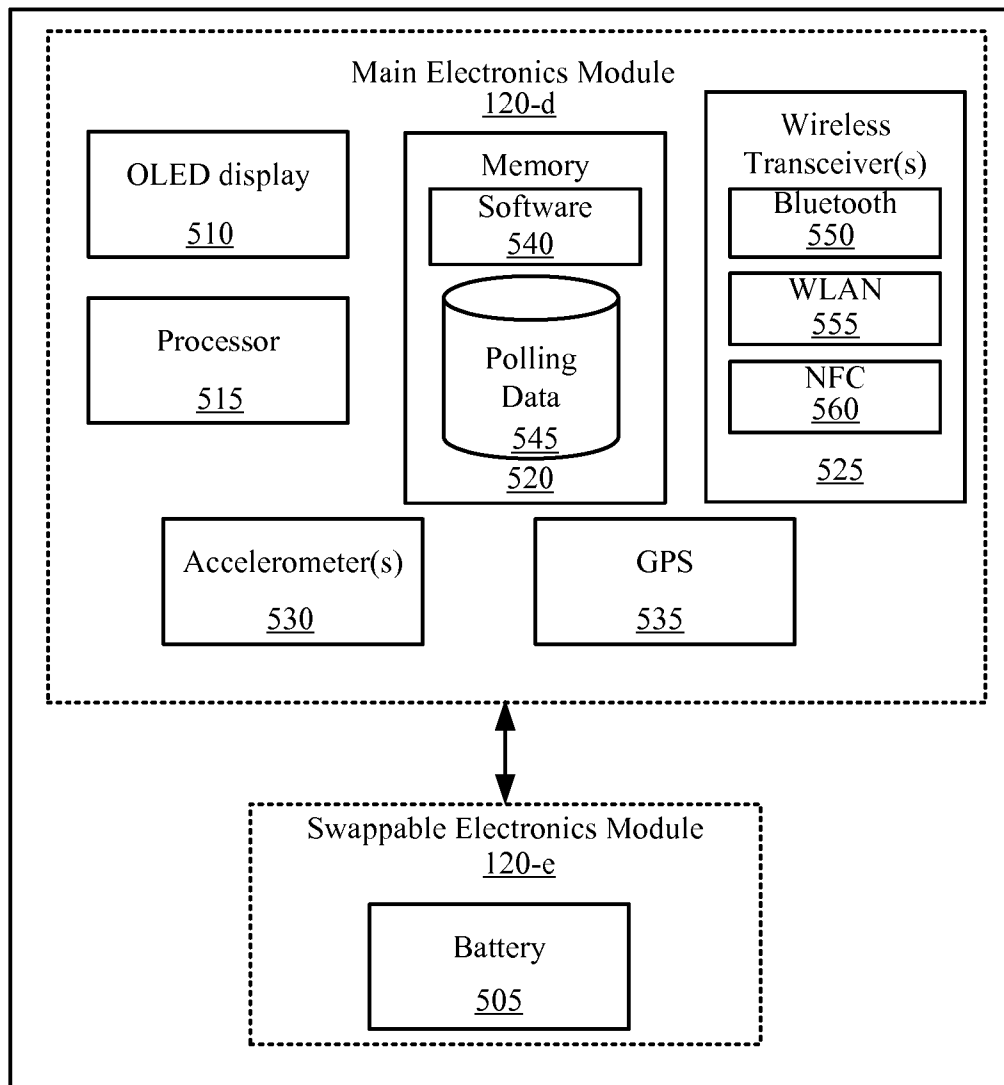 Main Electronics Module
120-d
OLED display
510
Processor
515
Memory
Software
540
Polling
Data
545
520
Wireless
Transceiver(s)
Bluetooth
550
WLAN
555
NFC
560
525
Accelerometer(s)
530
GPS
535
Swappable Electronics Module
120-e
Battery
505